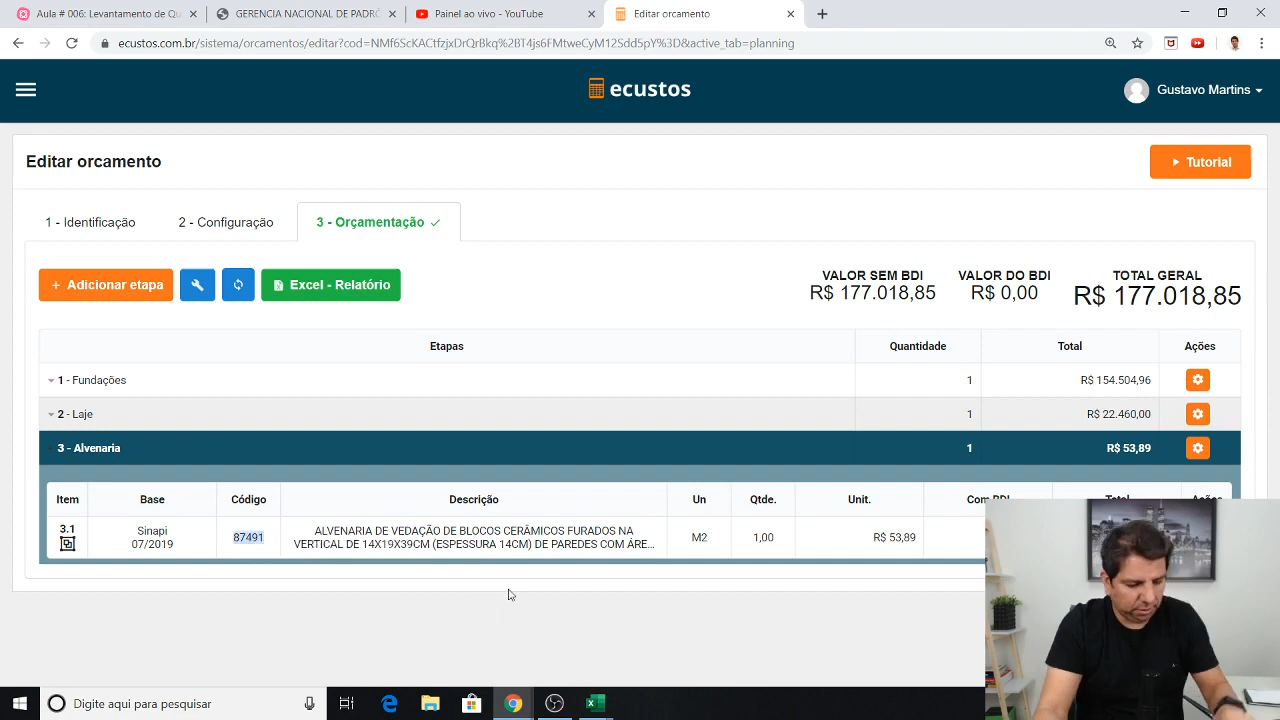 Aula # 006: Levantamento de Qu
GERENCIA NACIONAL DE PADRÕ
Painel ao vivo - YouTube
Editar orcamento
ecustos.com.br/sistema/orcamentos/editar?cod=NMf6ScKACtfzjxDrQrBlca%2BT4js6FMtweCyM12Sdd5pY%3D&active_tab=planning
ecustos
Gustavo Martins
Editar orcamento
Tutorial
1 - Identificação
2 - Configuração
3 - Orçamentação
+ Adicionar etapa
Excel - Relatório
VALOR SEM BDI
R$ 177.018,85
VALOR DO BDI
R$ 0,00
TOTAL GERAL
R$ 177.018,85
Etapas Quantidade Total Ações
1 - Fundações 1 R$ 154.504,96
2 - Laje 1 R$ 22.460,00
3 - Alvenaria 1 R$ 53,89
Item Base Código Descrição Un Qtde. Unit.
3.1 Sinapi 07/2019 87491 ALVENARIA DE VEDAÇÃO DE BLOCOS CERÂMICOS FURADOS NA
VERTICAL DE 14X19X39CM (ESPESSURA 14CM) DE PAREDES COM ÁRE... M2 1,00 R$ 53,89
Digite aqui para pesquisar